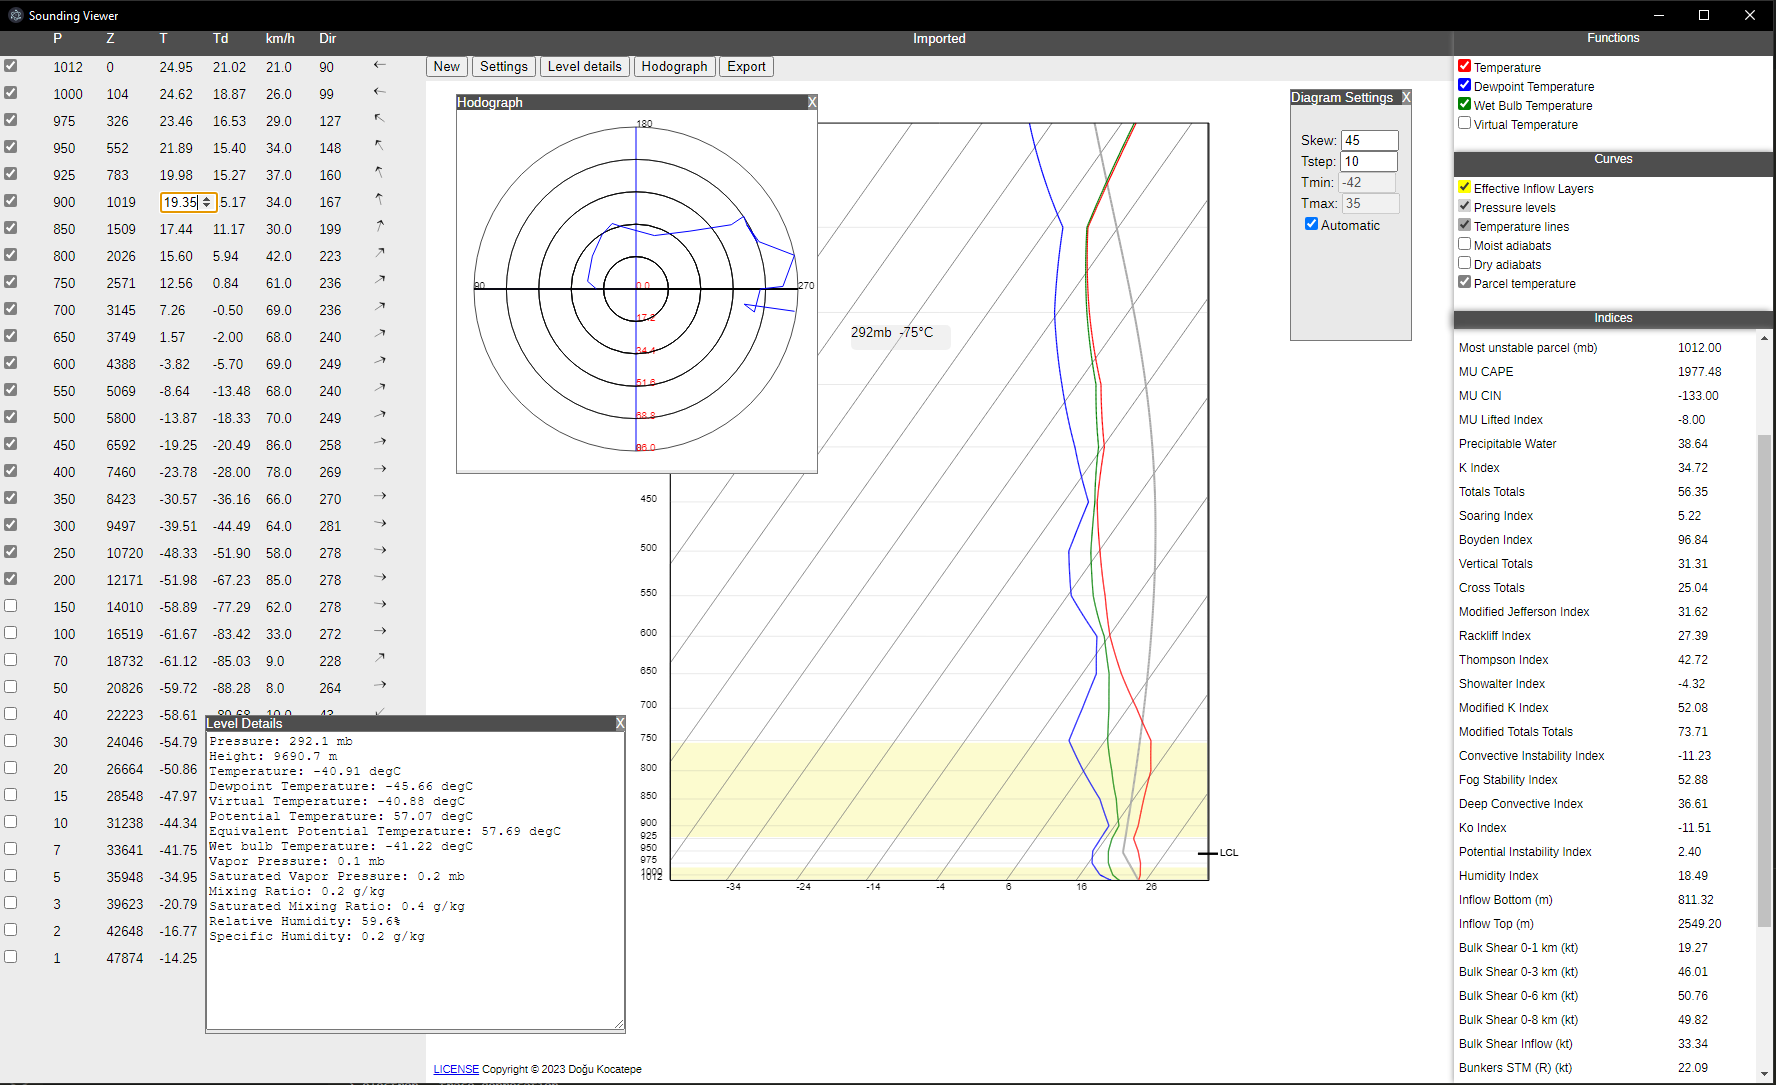 Sounding Viewer
P Z T Td km/h Dir
Imported
Functions
1012 0 24.95 21.02 21.0 90
1000 104 24.62 18.87 26.0 99
975 326 23.46 16.53 29.0 127
950 552 21.89 15.40 34.0 148
925 783 19.98 15.27 37.0 160
900 1019 19.35 5.17 34.0 167
850 1509 17.44 11.17 30.0 199
800 2026 15.60 5.94 42.0 223
750 2571 12.56 0.84 61.0 236
700 3145 7.26 -0.50 69.0 236
650 3749 1.57 -2.00 68.0 240
600 4388 -3.82 -5.70 69.0 249
550 5069 -8.64 -13.48 68.0 240
500 5800 -13.87 -18.33 70.0 249
450 6592 -19.25 -20.49 86.0 258
400 7460 -23.78 -28.00 78.0 269
350 8423 -30.57 -36.16 66.0 270
300 9497 -39.51 -44.49 64.0 281
250 10720 -48.33 -51.90 58.0 278
200 12171 -51.98 -67.23 85.0 278
150 14010 -58.89 -77.29 62.0 278
100 16519 -61.67 -83.42 33.0 272
70 18732 -61.12 -85.03 9.0 228
50 20826 -59.72 -88.28 8.0 264
40 22223 -58.61
30 24046 -54.79
20 26664 -50.86
15 28548 -47.97
10 31238 -44.34
7 33641 -41.75
5 35948 -34.95
3 39623 -20.79
2 42648 -16.77
1 47874 -14.25
New Settings Level details Hodograph Export
Hodograph X
180
90
270
0.0
17.2
34.4
51.6
68.8
86.0
292mb -75°C
450
500
550
600
650
700
750
800
850
900
925
950
975
1000
1012
-34 -24 -14 -4 6 16 26
LCL
Diagram Settings X
Skew: 45
Tstep: 10
Tmin: -42
Tmax: 35
Automatic
Level Details X
Pressure: 292.1 mb
Height: 9690.7 m
Temperature: -40.91 degC
Dewpoint Temperature: -45.66 degC
Virtual Temperature: -40.88 degC
Potential Temperature: 57.07 degC
Equivalent Potential Temperature: 57.69 degC
Wet bulb Temperature: -41.22 degC
Vapor Pressure: 0.1 mb
Saturated Vapor Pressure: 0.2 mb
Mixing Ratio: 0.2 g/kg
Saturated Mixing Ratio: 0.4 g/kg
Relative Humidity: 59.6%
Specific Humidity: 0.2 g/kg
LICENSE Copyright © 2023 Doğu Kocatepe
Temperature
Dewpoint Temperature
Wet Bulb Temperature
Virtual Temperature
Curves
Effective Inflow Layers
Pressure levels
Temperature lines
Moist adiabats
Dry adiabats
Parcel temperature
Indices
Most unstable parcel (mb) 1012.00
MU CAPE 1977.48
MU CIN -133.00
MU Lifted Index -8.00
Precipitable Water 38.64
K Index 34.72
Totals Totals 56.35
Soaring Index 5.22
Boyden Index 96.84
Vertical Totals 31.31
Cross Totals 25.04
Modified Jefferson Index 31.62
Rackliff Index 27.39
Thompson Index 42.72
Showalter Index -4.32
Modified K Index 52.08
Modified Totals Totals 73.71
Convective Instability Index -11.23
Fog Stability Index 52.88
Deep Convective Index 36.61
Ko Index -11.51
Potential Instability Index 2.40
Humidity Index 18.49
Inflow Bottom (m) 811.32
Inflow Top (m) 2549.20
Bulk Shear 0-1 km (kt) 19.27
Bulk Shear 0-3 km (kt) 46.01
Bulk Shear 0-6 km (kt) 50.76
Bulk Shear 0-8 km (kt) 49.82
Bulk Shear Inflow (kt) 33.34
Bunkers STM (R) (kt) 22.09